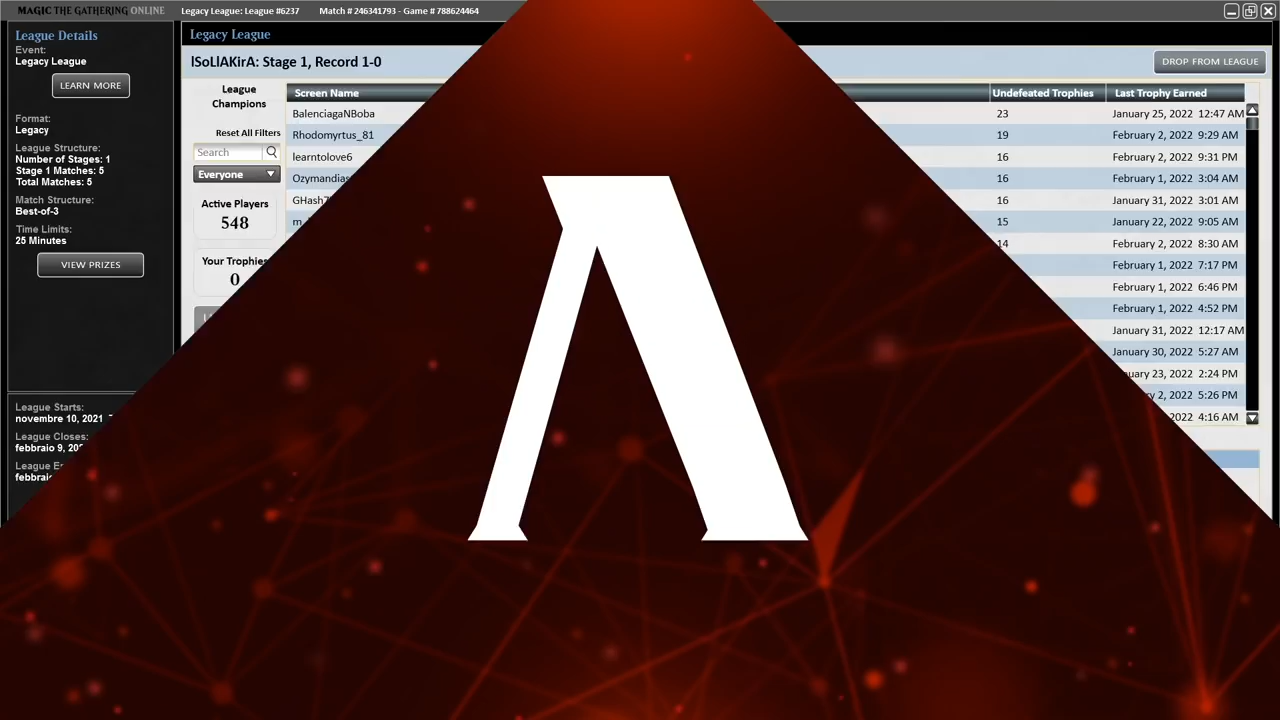 MAGIC THE GATHERING ONLINE
Legacy League: League #6237
Match # 246341793 - Game # 788624464
League Details
Event:
Legacy League
LEARN MORE
Format:
Legacy
League Structure:
Number of Stages: 1
Stage 1 Matches: 5
Total Matches: 5
Match Structure:
Best-of-3
Time Limits:
25 Minutes
VIEW PRIZES
League Starts:
novembre 10, 2021
League Closes:
febbraio 9,
League
Legacy League
lSoLlAKirA: Stage 1, Record 1-0
DROP FROM LEAGUE
League
Champions
Reset All Filters
Search
Everyone
Active Players
548
Your Trophies
0
Screen Name
Undefeated Trophies
Last Trophy Earned
BalenciagaNBoba
23
January 25, 2022 12:47 AM
Rhodomyrtus_81
19
February 2, 2022 9:29 AM
learntolove6
16
February 2, 2022 9:31 PM
16
February 1, 2022 3:04 AM
16
January 31, 2022 3:01 AM
15
January 22, 2022 9:05 AM
14
February 2, 2022 8:30 AM
February 1, 2022 7:17 PM
February 1, 2022 6:46 PM
February 1, 2022 4:52 PM
January 31, 2022 12:17 AM
January 30, 2022 5:27 AM
23, 2022 2:24 PM
2, 2022 5:26 PM
2022 4:16 AM